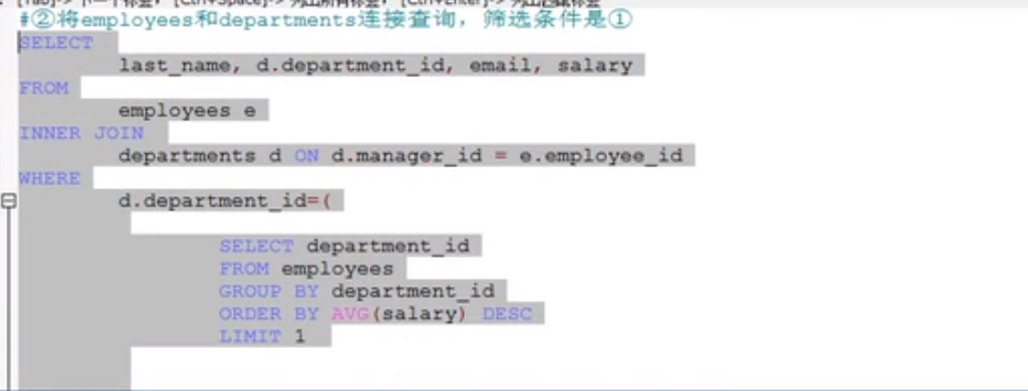 #②将employees和departments连接查询，筛选条件是①
SELECT
last_name, d.department_id, email, salary
FROM
employees e
INNER JOIN
departments d ON d.manager_id = e.employee_id
WHERE
d.department_id=(
SELECT department_id
FROM employees
GROUP BY department_id
ORDER BY AVG(salary) DESC
LIMIT 1